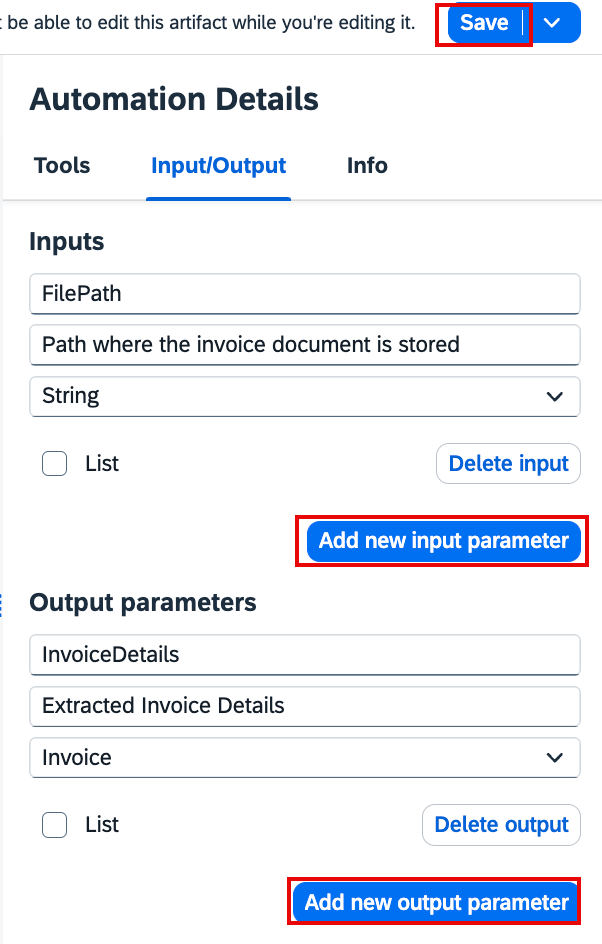 be able to edit this artifact while you're editing it.
Save
Automation Details
Tools Input/Output Info
Inputs
FilePath
Path where the invoice document is stored
String
List Delete input
Add new input parameter
Output parameters
InvoiceDetails
Extracted Invoice Details
Invoice
List Delete output
Add new output parameter